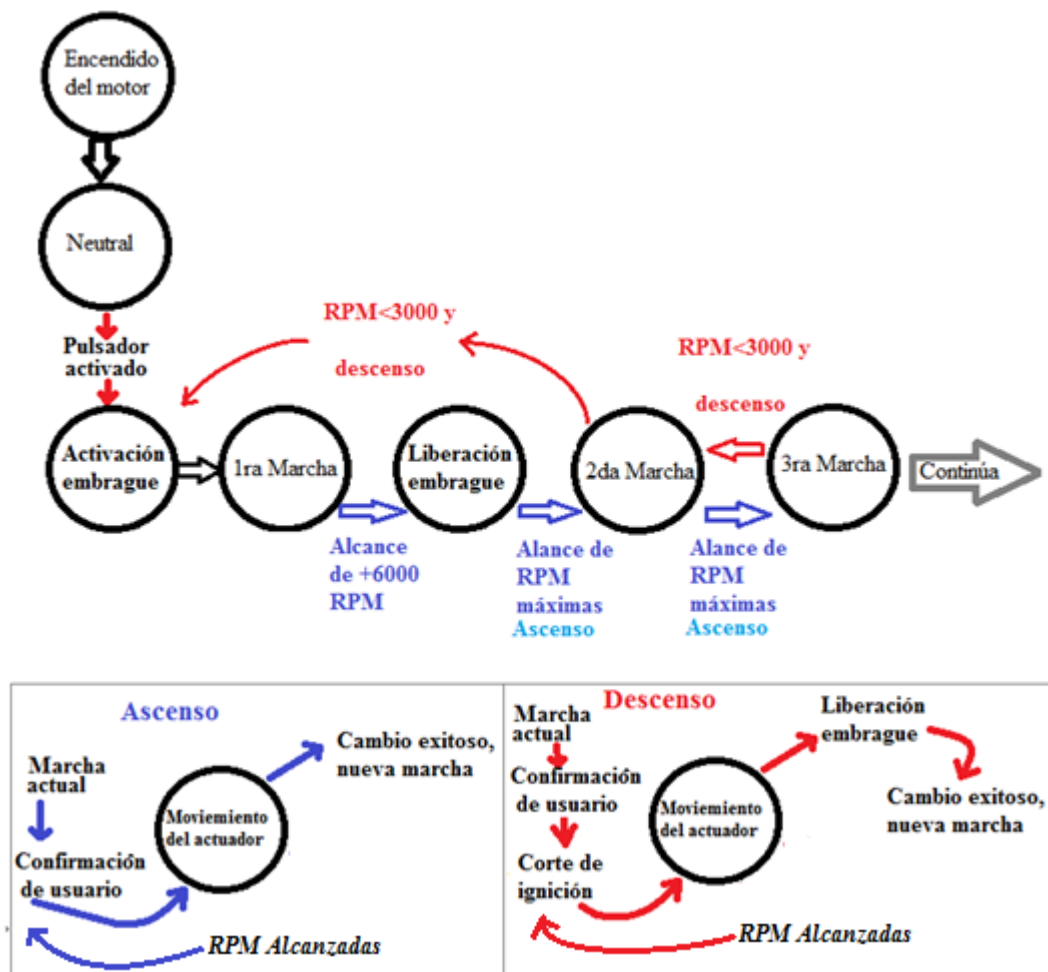 Encendido
del motor
Neutral
Pulsador
activado
RPM<3000 y
descenso
RPM<3000 y
descenso
Activación
embrague
1ra Marcha
Liberación
embrague
2da Marcha
3ra Marcha
Continúa
Alcance
de +6000
RPM
Alance de
RPM
máximas
Ascenso
Alance de
RPM
máximas
Ascenso
Ascenso
Marcha
actual
Confirmación
de usuario
Moviemiento
del actuador
Cambio exitoso,
nueva marcha
RPM Alcanzadas
Descenso
Marcha
actual
Confirmación
de usuario
Corte de
ignición
Moviemiento
del actuador
Liberación
embrague
Cambio exitoso,
nueva marcha
RPM Alcanzadas